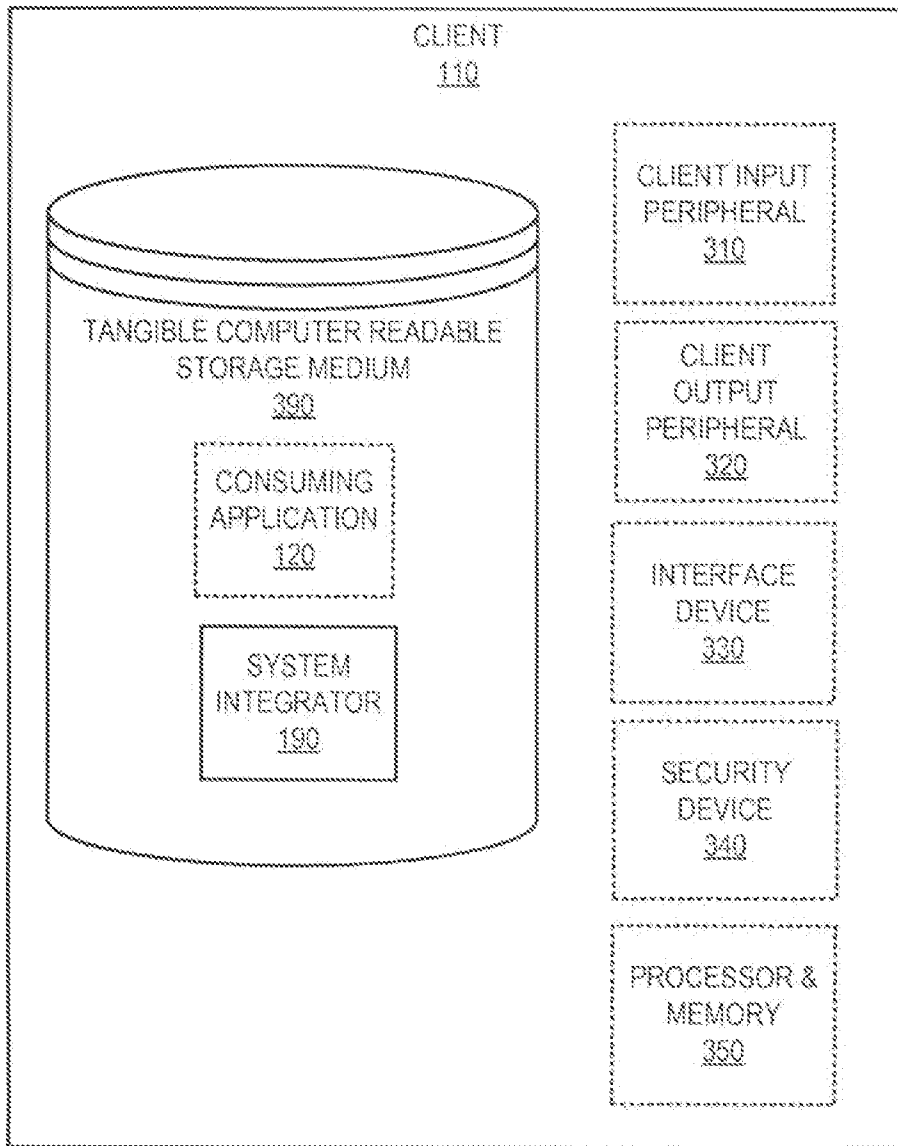 CLIENT
110
TANGIBLE COMPUTER READABLE
STORAGE MEDIUM
390
CONSUMING
APPLICATION
120
SYSTEM
INTEGRATOR
190
CLIENT INPUT
PERIPHERAL
310
CLIENT
OUTPUT
PERIPHERAL
320
INTERFACE
DEVICE
330
SECURITY
DEVICE
340
PROCESSOR &
MEMORY
350